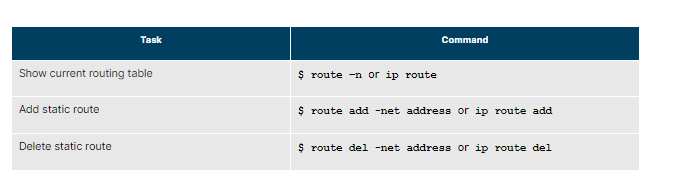 Task Command
Show current routing table $ route –n or ip route
Add static route $ route add -net address or ip route add
Delete static route $ route del -net address or ip route del